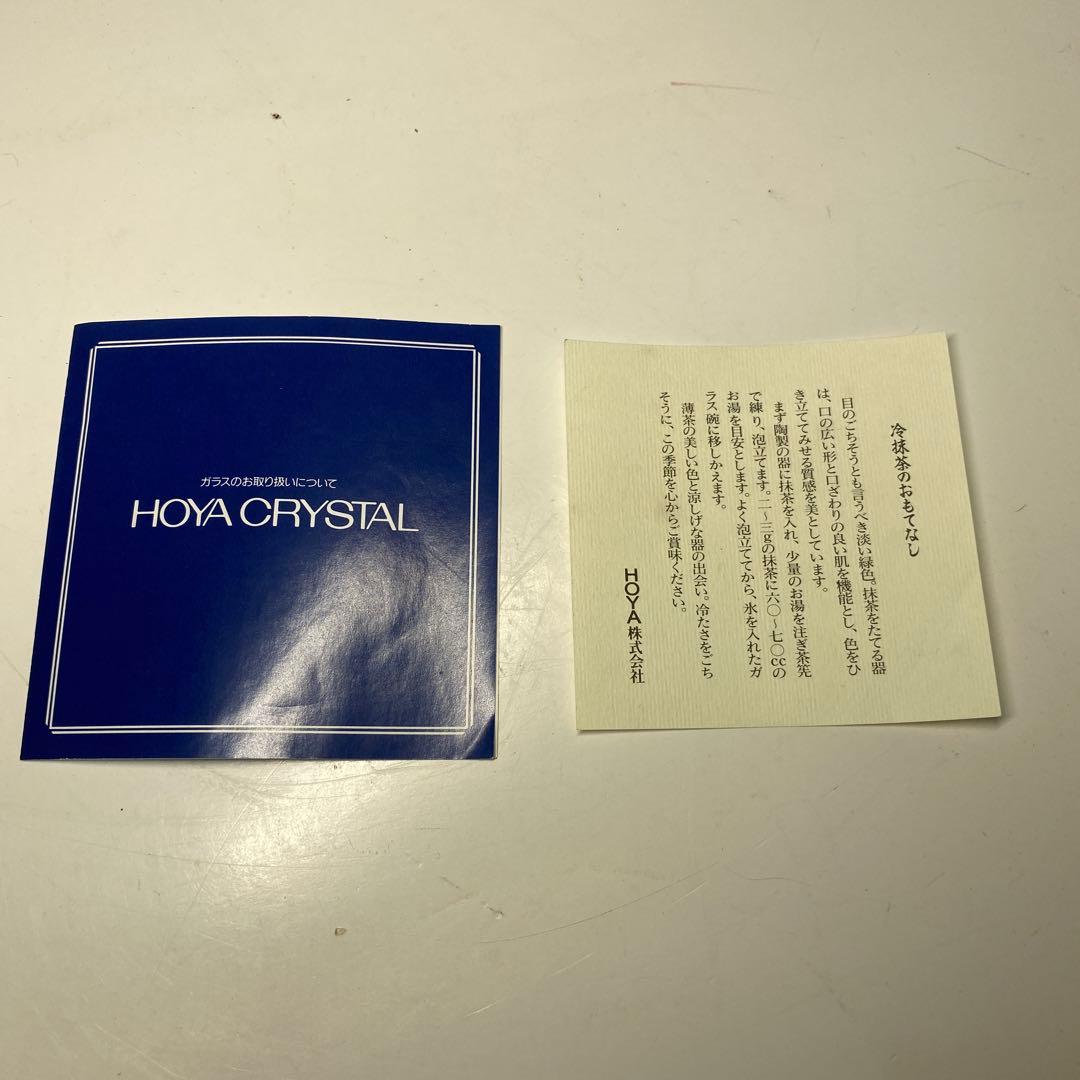 ガラスのお取り扱いについて
HOYA CRYSTAL
冷抹茶のおもてなし
目のごちそうとも言うべき淡い緑色。抹茶をたてる器
は、口の広い形と口ざわりの良い肌を機能とし、色をひ
き立ててみせる質感を美としています。
まず陶製の器に抹茶を入れ、少量のお湯を注ぎ茶筅
で練り、泡立てます。二〜三gの抹茶に六〇〜七〇ccの
お湯を目安とします。よく泡立ててから、氷を入れたガ
ラス碗に移しかえます。
薄茶の美しい色と涼しげな器の出会い。冷たさをごち
そうに、この季節を心からご賞味ください。
HOYA株式会社